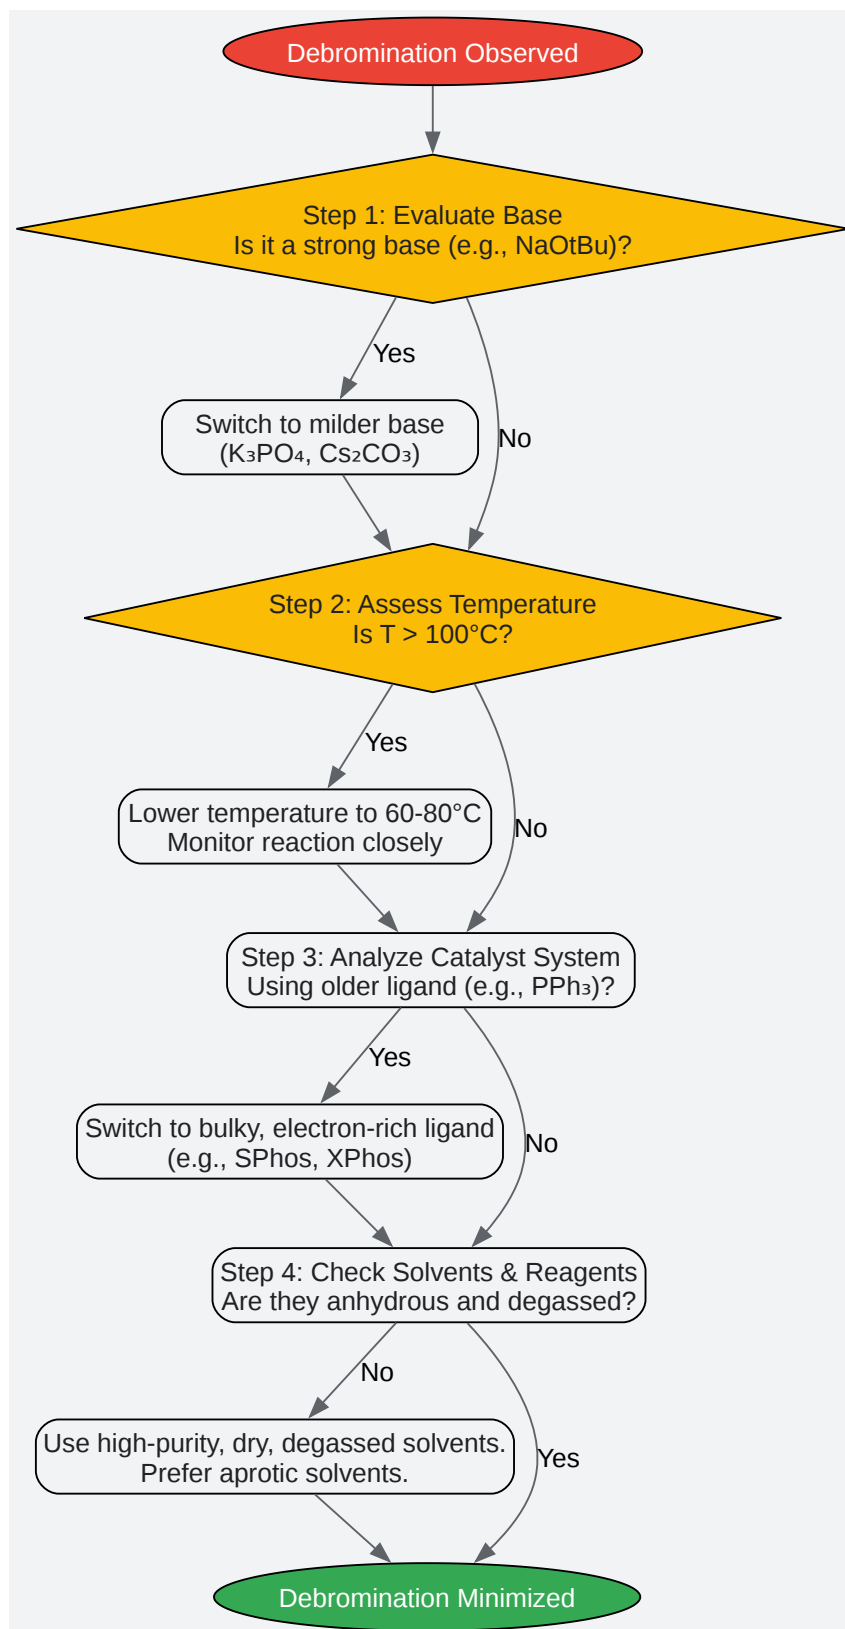 Debromination Observed
Step 1: Evaluate Base
Is it a strong base (e.g., NaOtBu)?
Yes
Switch to milder base
(K₃PO₄, Cs₂CO₃)
No
Step 2: Assess Temperature
Is T > 100°C?
Yes
Lower temperature to 60-80°C
Monitor reaction closely
No
Step 3: Analyze Catalyst System
Using older ligand (e.g., PPh₃)?
Yes
Switch to bulky, electron-rich ligand
(e.g., SPhos, XPhos)
No
Step 4: Check Solvents & Reagents
Are they anhydrous and degassed?
No
Use high-purity, dry, degassed solvents.
Prefer aprotic solvents.
Yes
Debromination Minimized